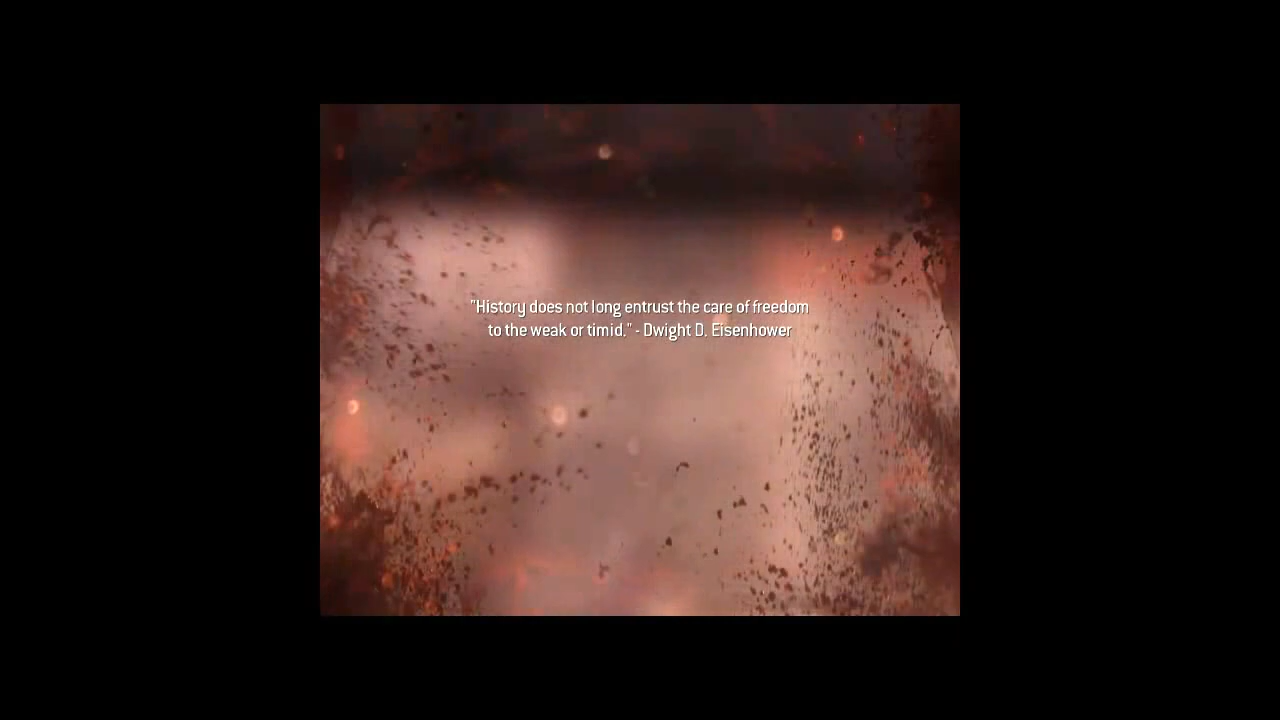 "History does not long entrust the care of freedom
to the weak or timid." - Dwight D. Eisenhower